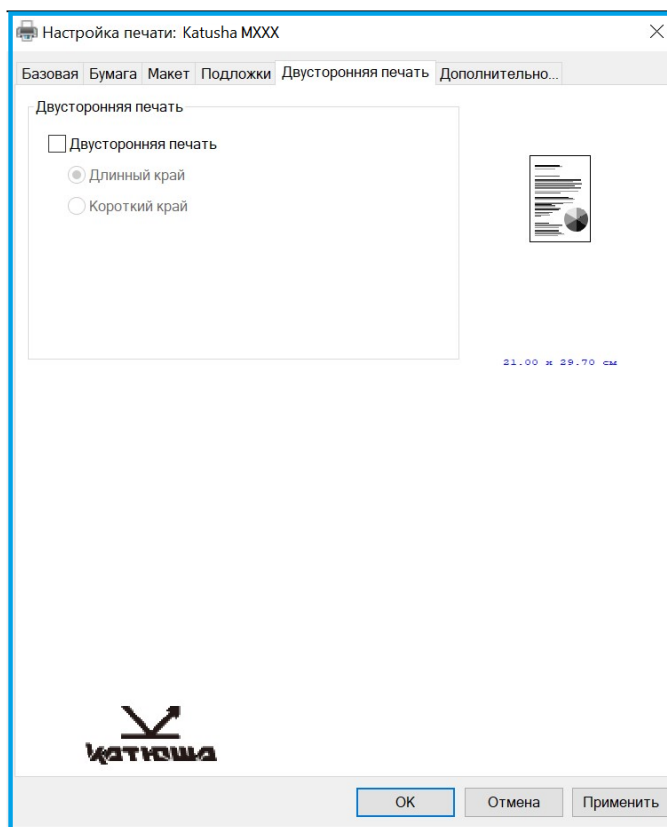 Настройка печати: Katusha MXXX
Базовая Бумага Макет Подложки Двусторонняя печать Дополнительно...
Двусторонняя печать
Двусторонняя печать
Длинный край
Короткий край
21.00 x 29.70 см
катюша
OK Отмена Применить